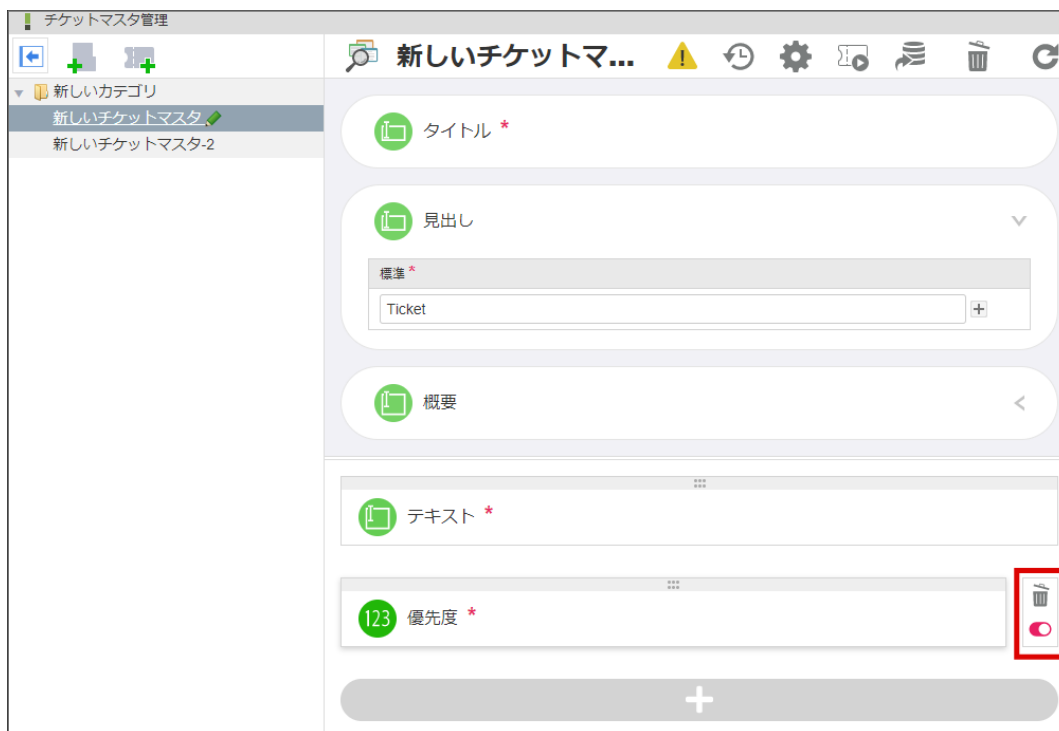 チケットマスタ管理
新しいチケットマ...
新しいカテゴリ
新しいチケットマスタ
新しいチケットマスタ-2
タイトル *
見出し
標準 *
Ticket
概要
テキスト *
123 優先度 *